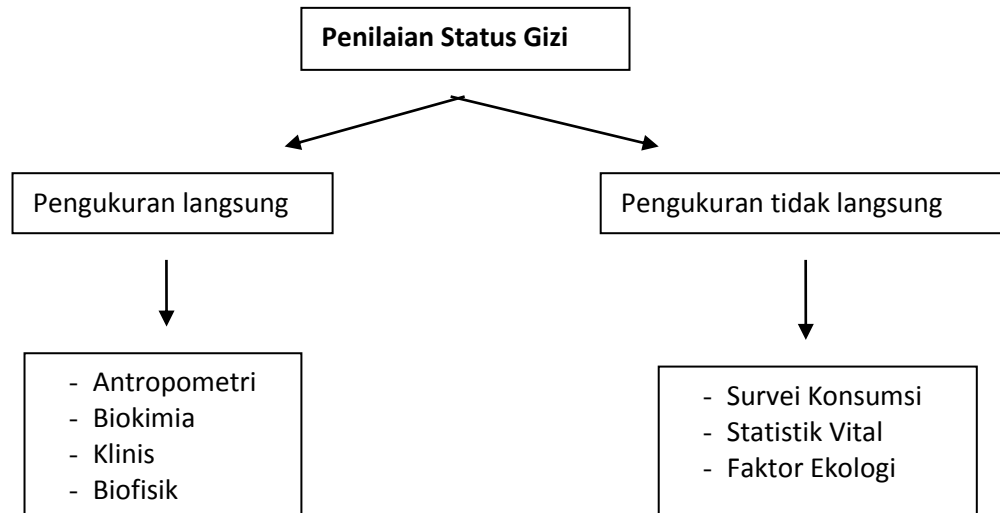 Penilaian Status Gizi
Pengukuran langsung
Pengukuran tidak langsung
- Antropometri
- Biokimia
- Klinis
- Biofisik
- Survei Konsumsi
- Statistik Vital
- Faktor Ekologi